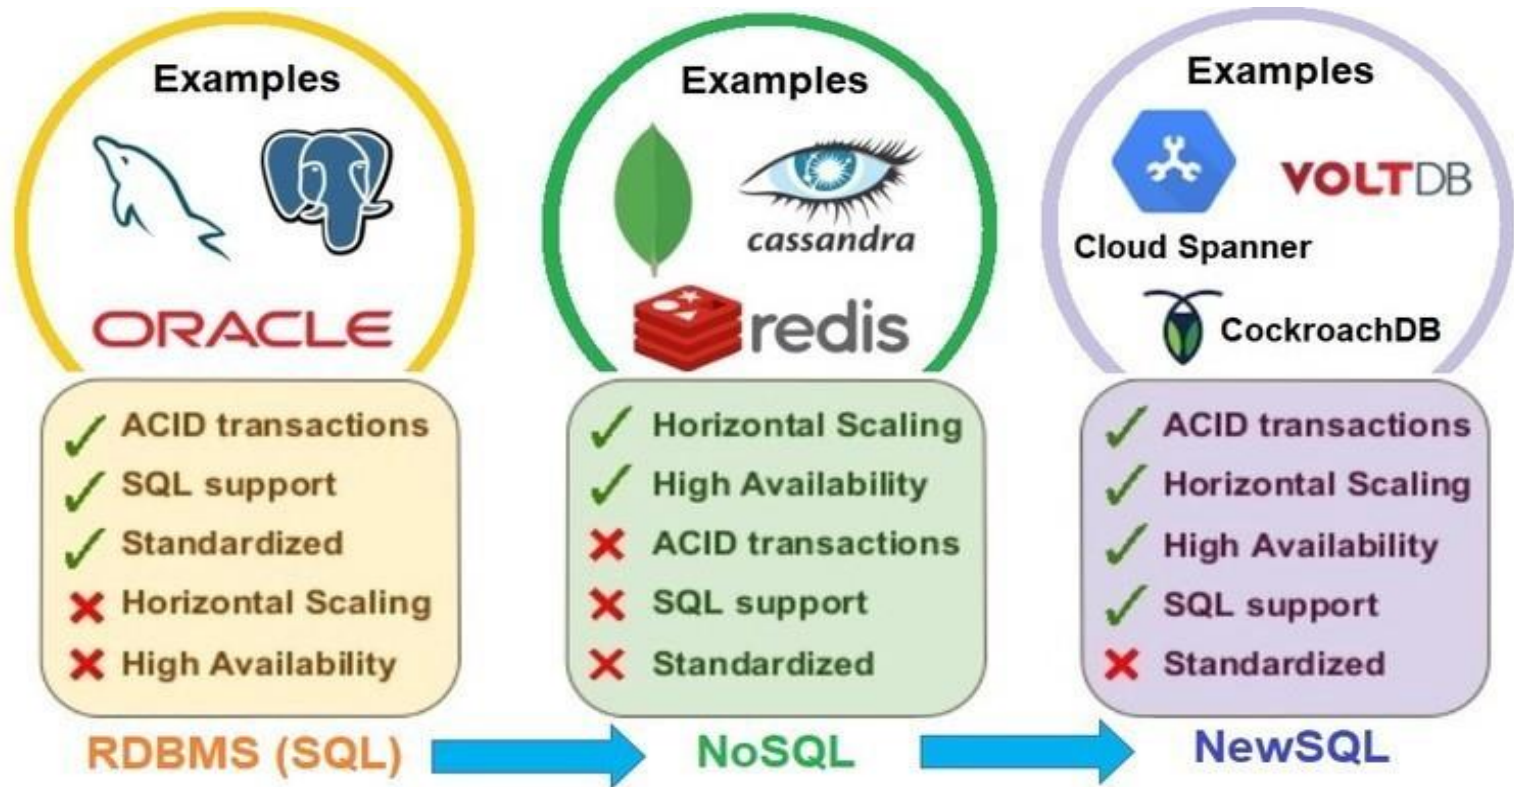 Examples
ORACLE
ACID transactions
SQL support
Standardized
Horizontal Scaling
High Availability
RDBMS (SQL)
Examples
cassandra
redis
Horizontal Scaling
High Availability
ACID transactions
SQL support
Standardized
NoSQL
Examples
VOLTDB
Cloud Spanner
CockroachDB
ACID transactions
Horizontal Scaling
High Availability
SQL support
Standardized
NewSQL